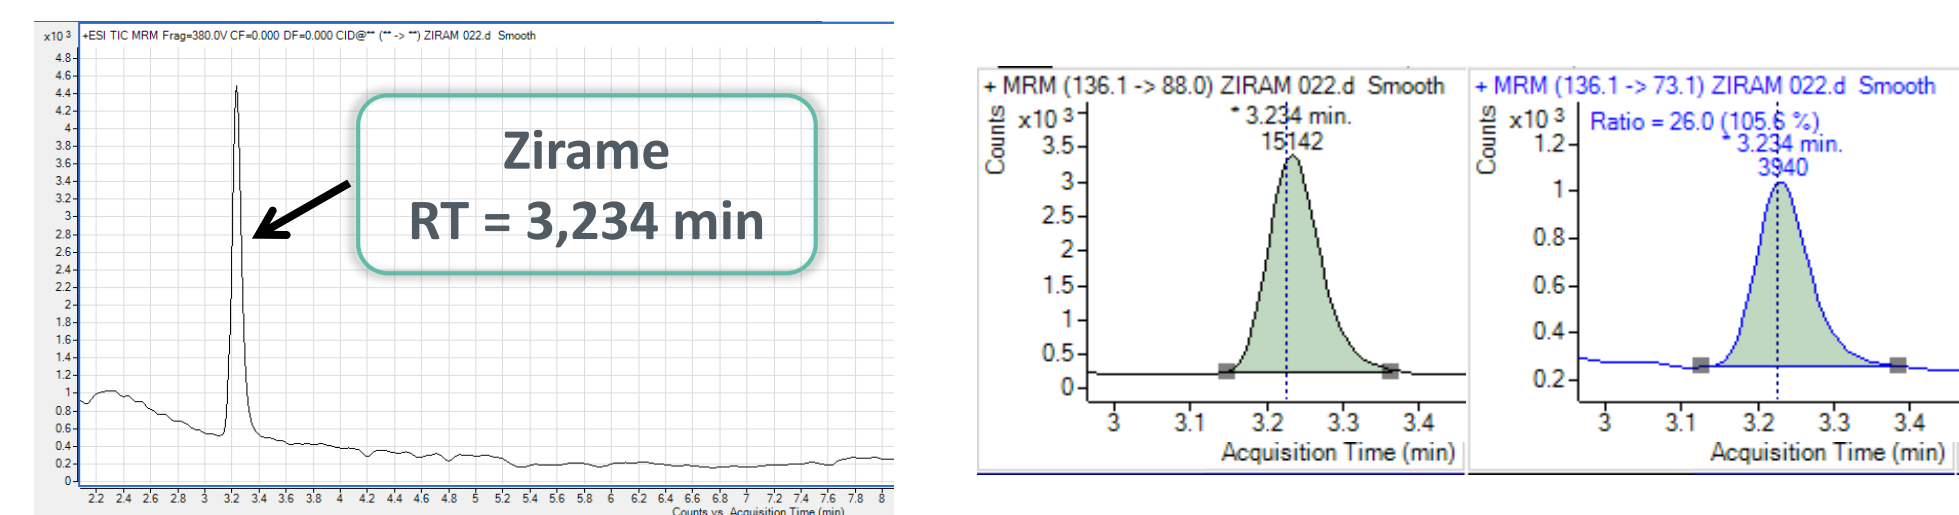 x10 3 +ESI TIC MRM Frag=380.0V CF=0.000 DF=0.000 CID@** (** -> **) ZIRAM 022.d Smooth
4.8
4.6
4.4
4.2
4
3.8
3.6
3.4
3.2
3
2.8
2.6
2.4
2.2
2
1.8
1.6
1.4
1.2
1
0.8
0.6
0.4
0.2
0
2.2 2.4 2.6 2.8 3 3.2 3.4 3.6 3.8 4 4.2 4.4 4.6 4.8 5 5.2 5.4 5.6 5.8 6 6.2 6.4 6.6 6.8 7 7.2 7.4 7.6 7.8 8
Counts vs. Acquisition Time (min)
Zirame
RT = 3,234 min
+ MRM (136.1 -> 88.0) ZIRAM 022.d Smooth
Counts
x10 3
* 3.234 min.
15142
3.5
3
2.5
2
1.5
1
0.5
0
3 3.1 3.2 3.3 3.4
Acquisition Time (min)
+ MRM (136.1 -> 73.1) ZIRAM 022.d Smooth
Counts
x10 3
Ratio = 26.0 (105.6 %)
* 3.234 min.
3940
1.2
1
0.8
0.6
0.4
0.2
3 3.1 3.2 3.3 3.4
Acquisition Time (min)